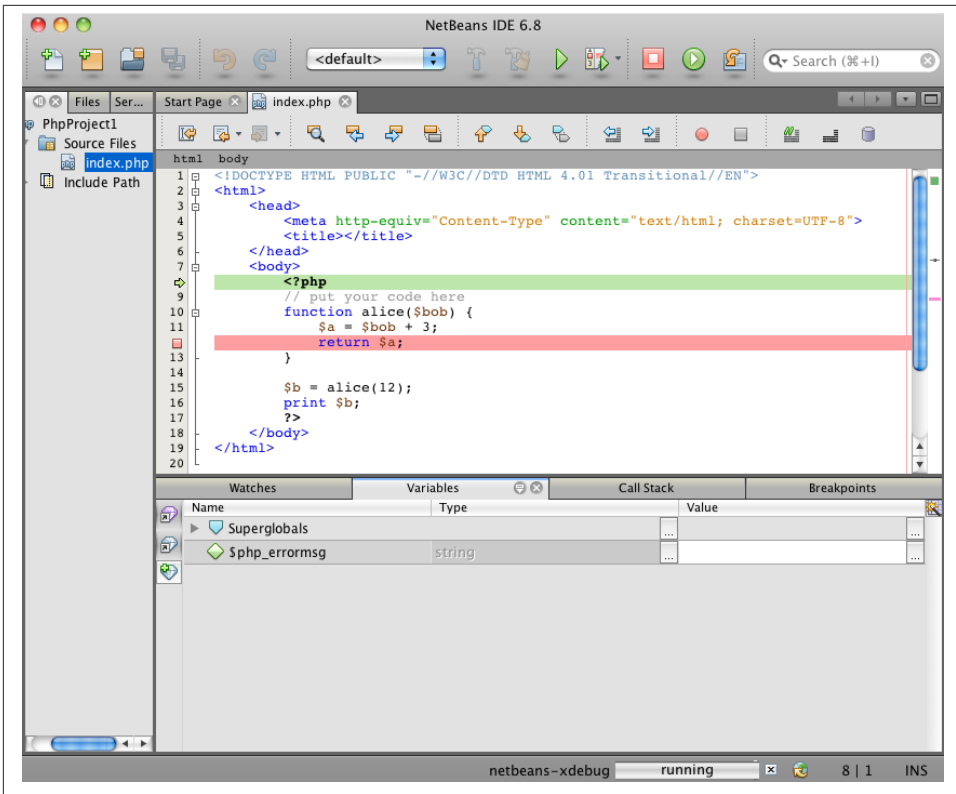 NetBeans IDE 6.8
<default>
Search (⌘+I)
Files Ser...
Start Page index.php
PhpProject1
Source Files
index.php
Include Path
html body
1 <!DOCTYPE HTML PUBLIC "-//W3C//DTD HTML 4.01 Transitional//EN">
2 <html>
3 <head>
4 <meta http-equiv="Content-Type" content="text/html; charset=UTF-8">
5 <title></title>
6 </head>
7 <body>
<?php
9 // put your code here
10 function alice($bob) {
11 $a = $bob + 3;
return $a;
13 }
14
15 $b = alice(12);
16 print $b;
17 ?>
18 </body>
19 </html>
20
Watches Variables Call Stack Breakpoints
Name Type Value
Superglobals ... ...
$php_errormsg string ... ...
netbeans-xdebug running 8|1 INS